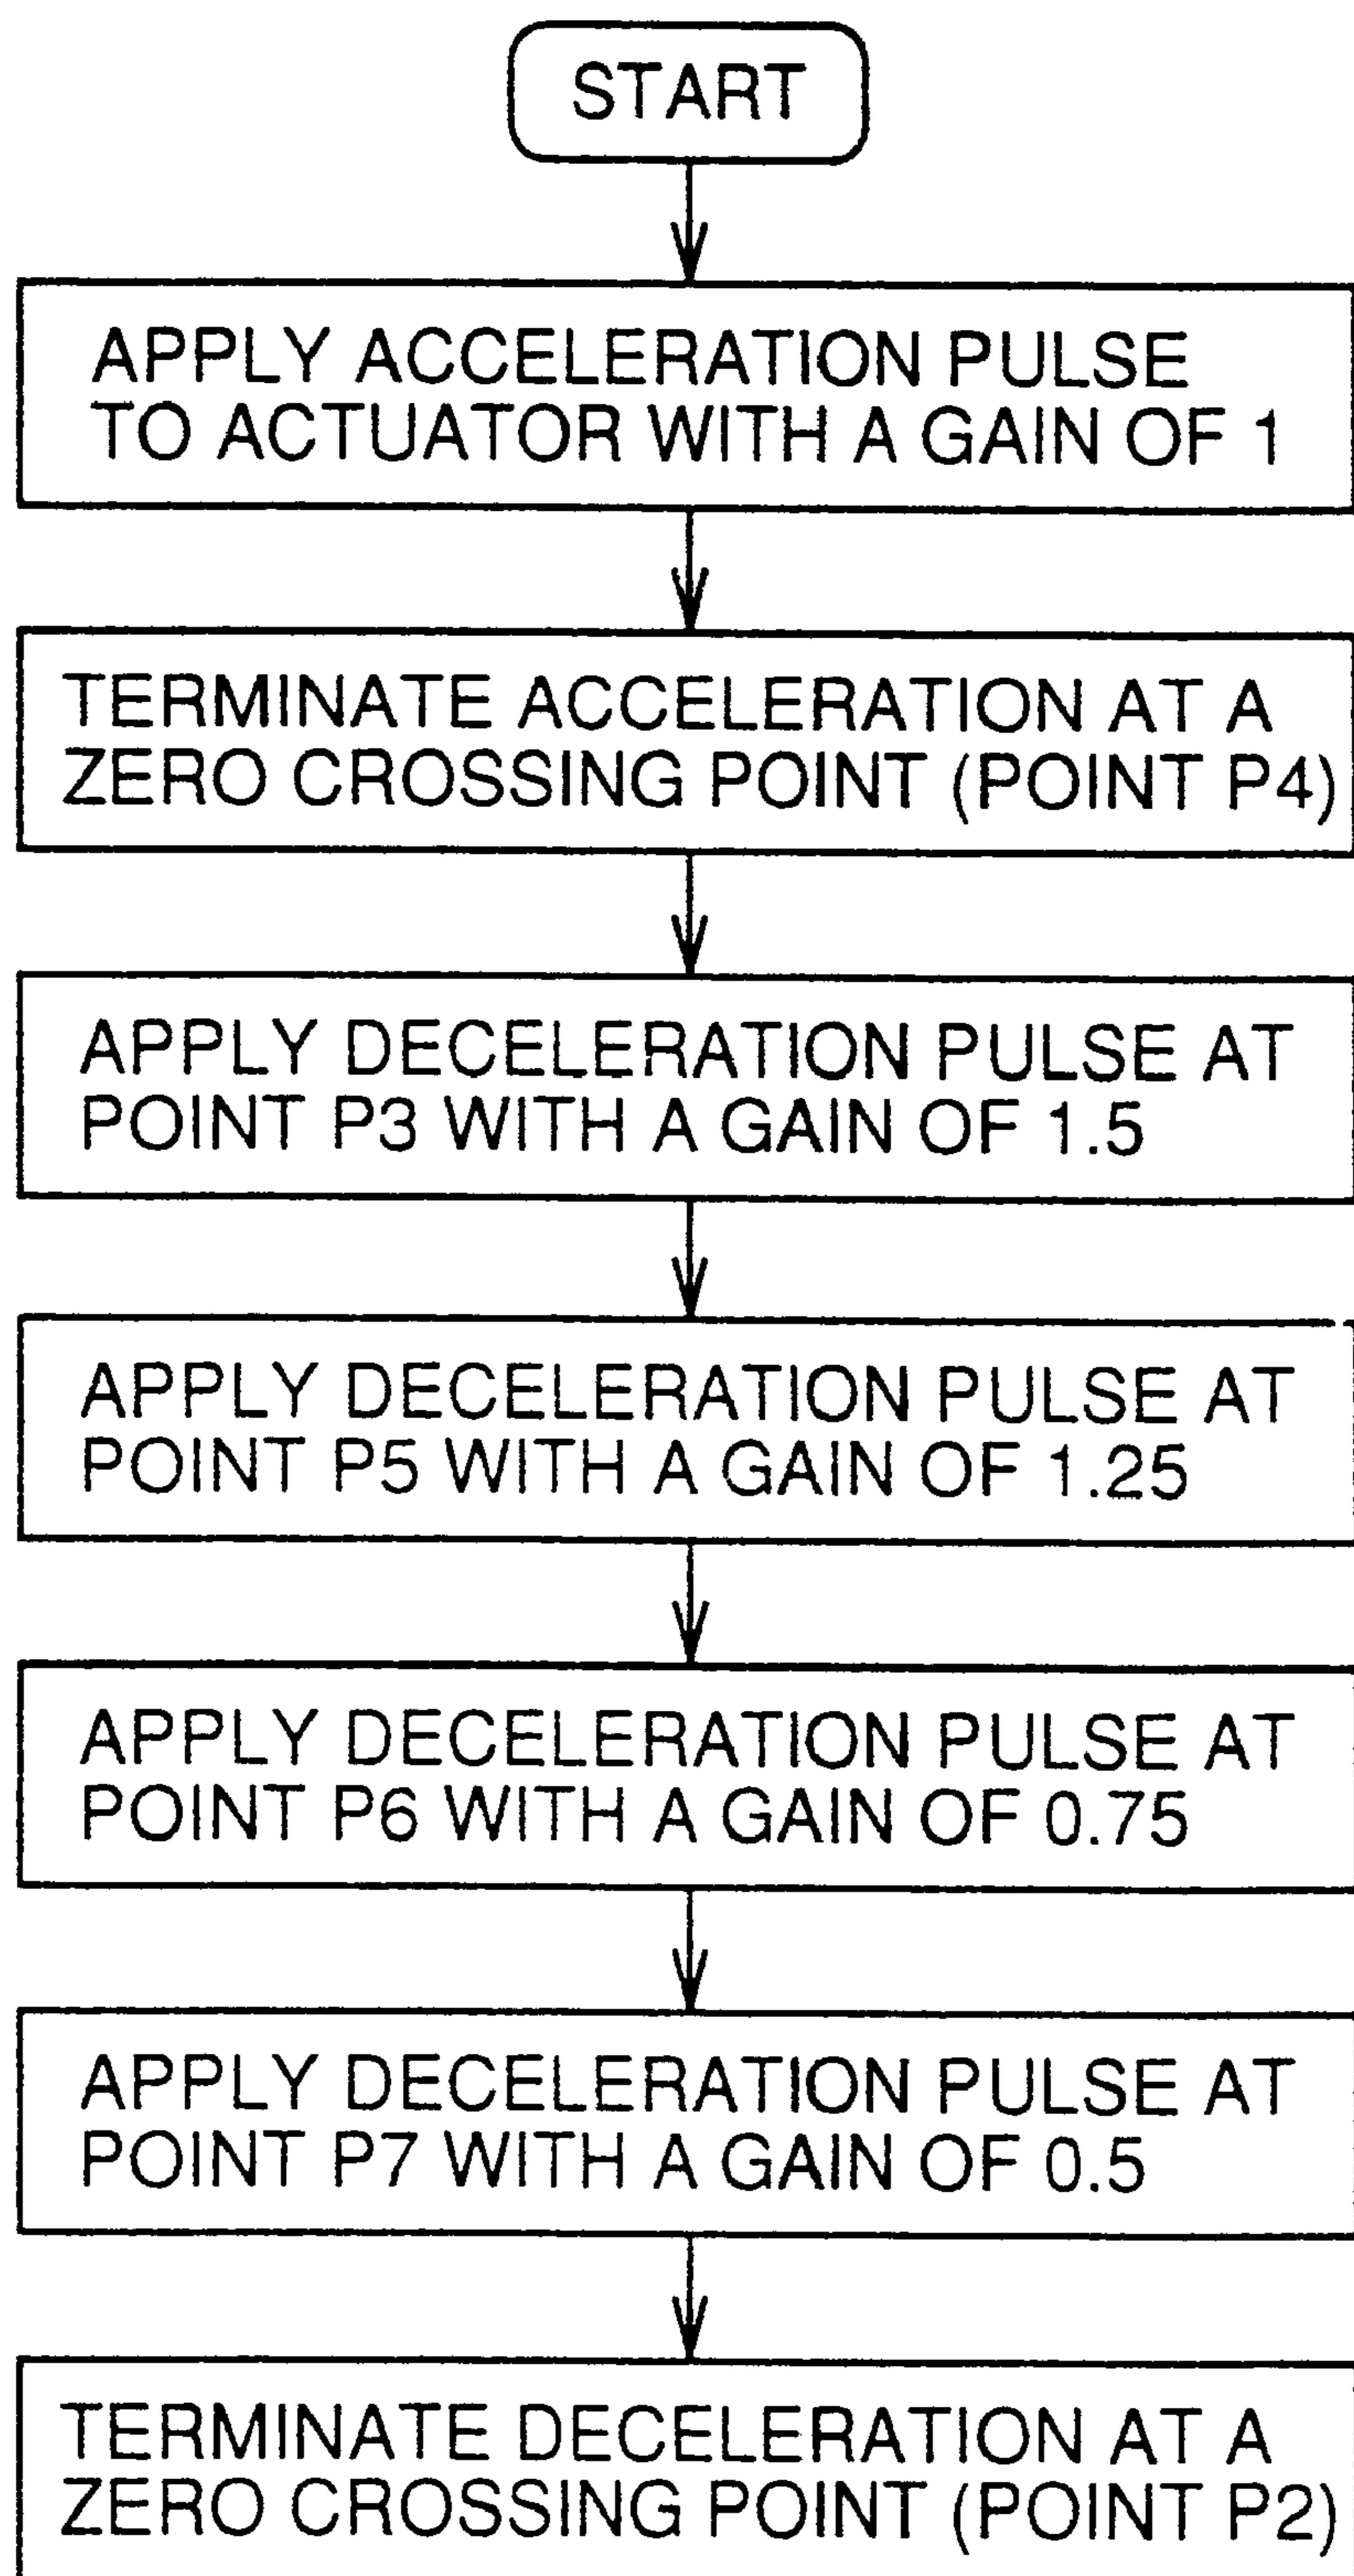 START
APPLY ACCELERATION PULSE
TO ACTUATOR WITH A GAIN OF 1
TERMINATE ACCELERATION AT A
ZERO CROSSING POINT (POINT P4)
APPLY DECELERATION PULSE AT
POINT P3 WITH A GAIN OF 1.5
APPLY DECELERATION PULSE AT
POINT P5 WITH A GAIN OF 1.25
APPLY DECELERATION PULSE AT
POINT P6 WITH A GAIN OF 0.75
APPLY DECELERATION PULSE AT
POINT P7 WITH A GAIN OF 0.5
TERMINATE DECELERATION AT A
ZERO CROSSING POINT (POINT P2)